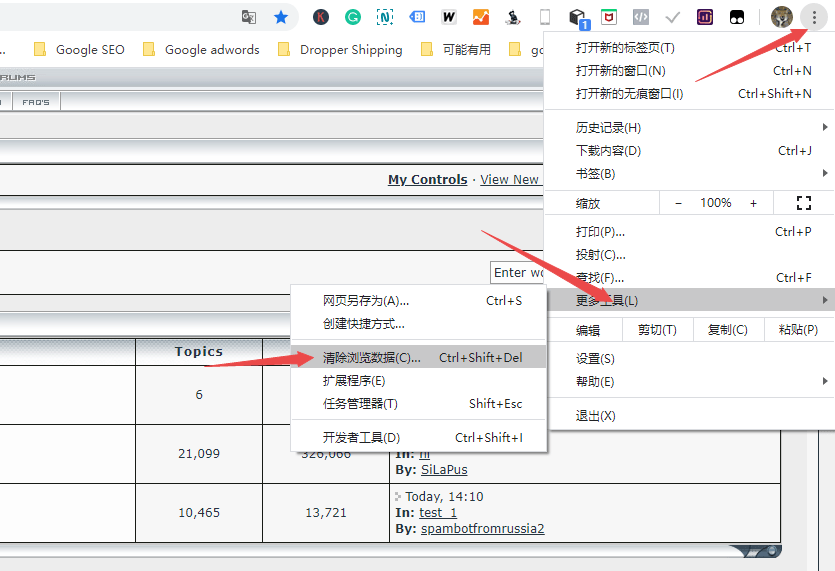 Google SEO
Google adwords
Dropper Shipping
可能有用
打开新的标签页(T) Ctrl+T
打开新的窗口(N) Ctrl+N
打开新的无痕窗口(I) Ctrl+Shift+N
历史记录(H)
下载内容(D) Ctrl+J
书签(B)
缩放 − 100% +
打印(P)... Ctrl+P
投射(C)...
查找(F)... Ctrl+F
更多工具(L)
编辑 剪切(T) 复制(C) 粘贴(P)
设置(S)
帮助(E)
退出(X)
FAQ's
My Controls · View New
Enter
网页另存为(A)... Ctrl+S
创建快捷方式...
清除浏览数据(C)... Ctrl+Shift+Del
扩展程序(E)
任务管理器(T) Shift+Esc
开发者工具(D) Ctrl+Shift+I
Topics
6
21,099 326,066
In: hi
By: SiLaPus
10,465 13,721
Today, 14:10
In: test_1
By: spambotfromrussia2